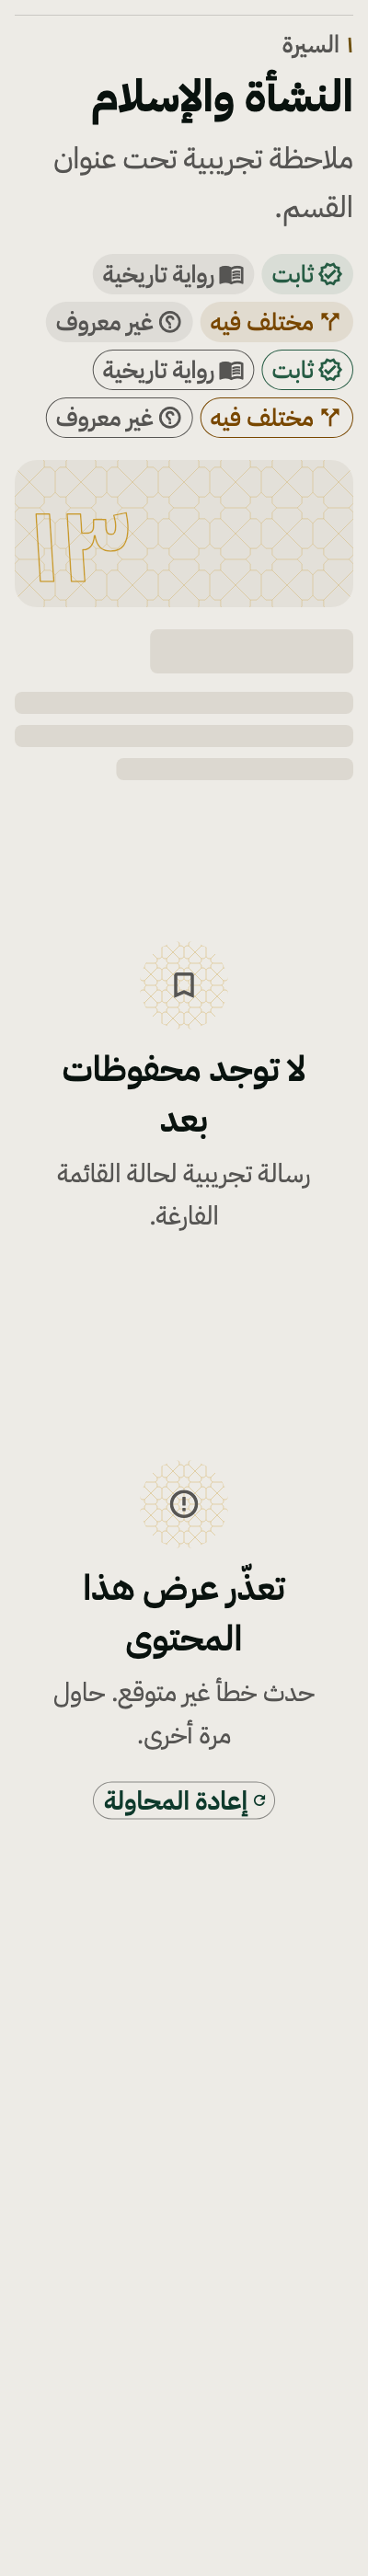 ١ السيرة
النشأة والإسلام
ملاحظة تجريبية تحت عنوان
القسم.
ثابت
رواية تاريخية
مختلف فيه
غير معروف
ثابت
رواية تاريخية
مختلف فيه
غير معروف
١٣
لا توجد محفوظات
بعد
رسالة تجريبية لحالة القائمة
الفارغة.
تعذّر عرض هذا
المحتوى
حدث خطأ غير متوقع. حاول
مرة أخرى.
إعادة المحاولة